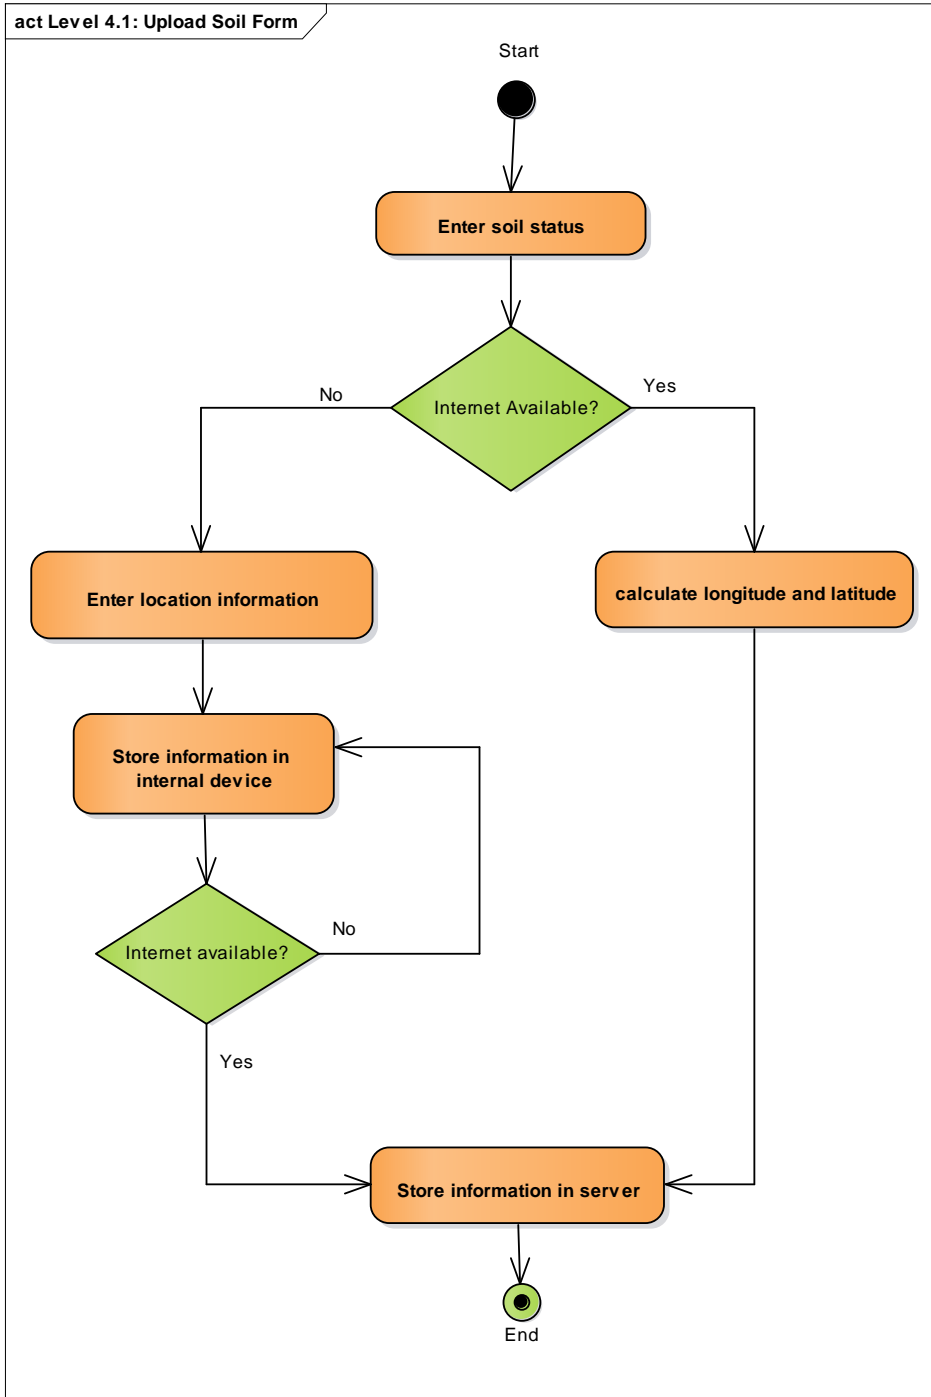 act Level 4.1: Upload Soil Form
Start
Enter soil status
Internet Available?
No
Yes
Enter location information
calculate longitude and latitude
Store information in
internal device
Internet available?
No
Yes
Store information in server
End